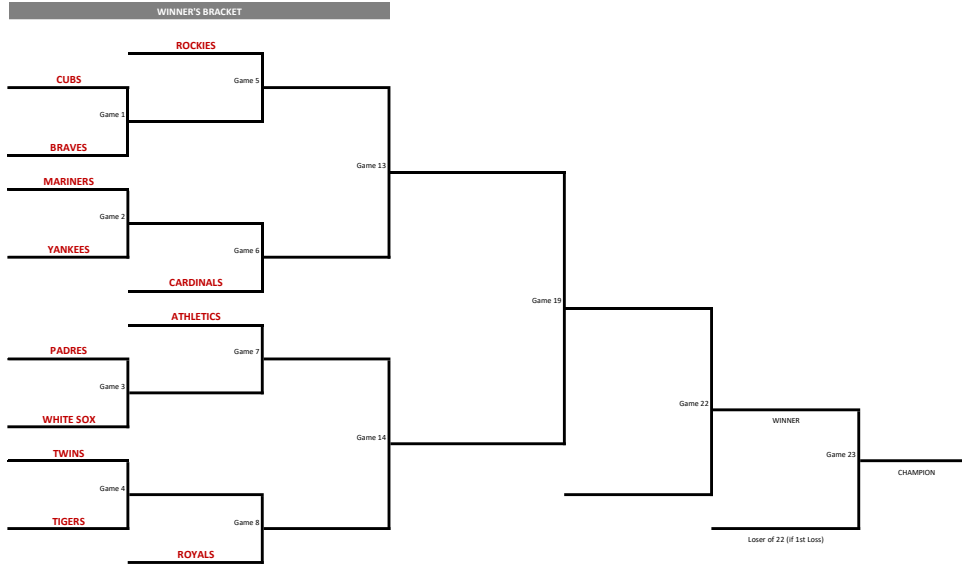 WINNER'S BRACKET
ROCKIES
CUBS
Game 5
Game 1
BRAVES
Game 13
MARINERS
Game 2
YANKEES
Game 6
CARDINALS
Game 19
ATHLETICS
PADRES
Game 7
Game 3
WHITE SOX
Game 22
WINNER
Game 14
TWINS
Game 23
CHAMPION
Game 4
TIGERS
Game 8
Loser of 22 (if 1st Loss)
ROYALS